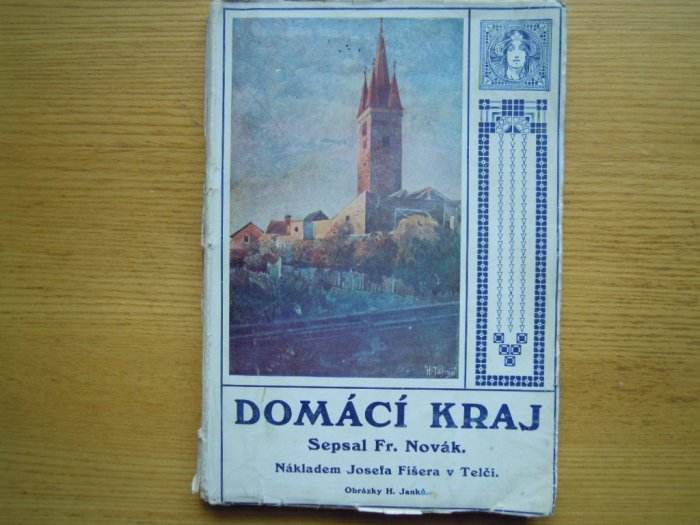 DOMÁCÍ KRAJ
Sepsal Fr. Novák.
Nákladem Josefa Fišera v Telči.
Obrázky H. Janků.